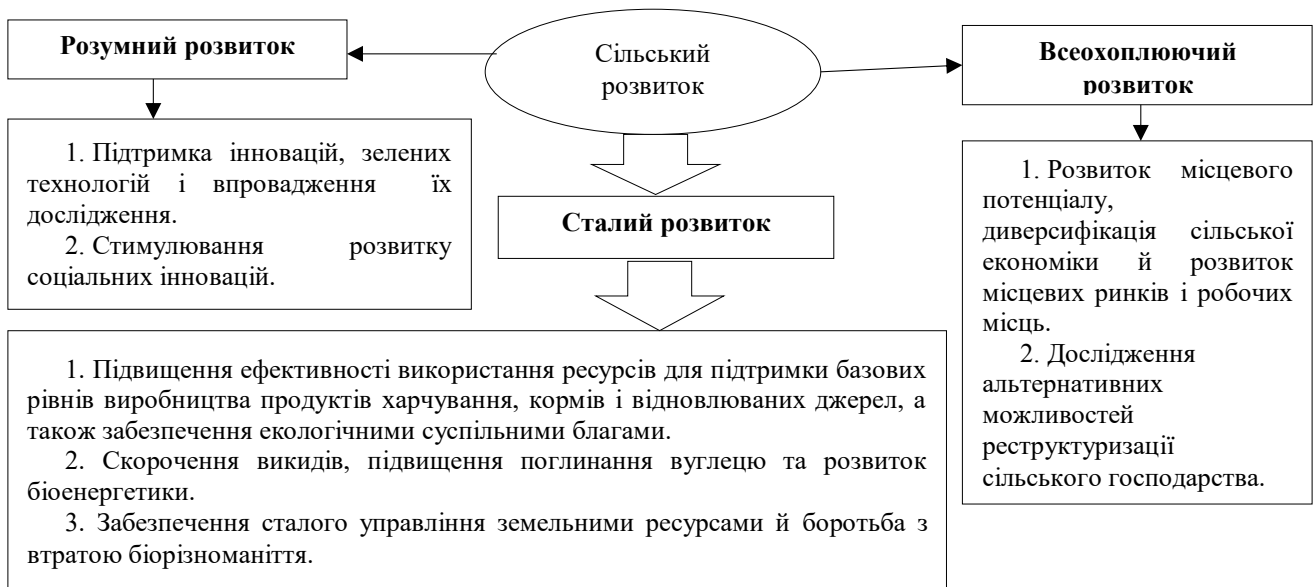 Розумний розвиток
Сільський
розвиток
Всеохоплюючий
розвиток
1. Підтримка інновацій, зелених
технологій і впровадження їх
дослідження.
2. Стимулювання розвитку
соціальних інновацій.
Сталий розвиток
1. Розвиток місцевого
потенціалу,
диверсифікація сільської
економіки й розвиток
місцевих ринків і робочих
місць.
2. Дослідження
альтернативних
можливостей
реструктуризації
сільського господарства.
1. Підвищення ефективності використання ресурсів для підтримки базових
рівнів виробництва продуктів харчування, кормів і відновлюваних джерел, а
також забезпечення екологічними суспільними благами.
2. Скорочення викидів, підвищення поглинання вуглецю та розвиток
біоенергетики.
3. Забезпечення сталого управління земельними ресурсами й боротьба з
втратою біорізноманіття.